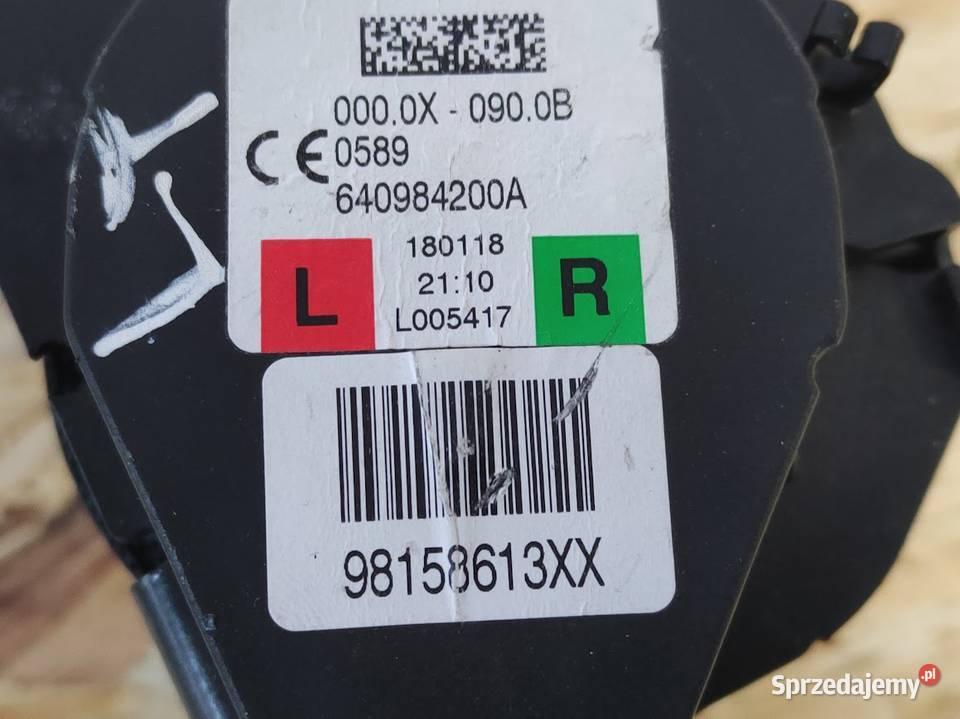 000.0X - 090.0B
CE 0589
640984200A
L
180118
21:10
L005417
R
98158613XX
Sprzedajemy.pl